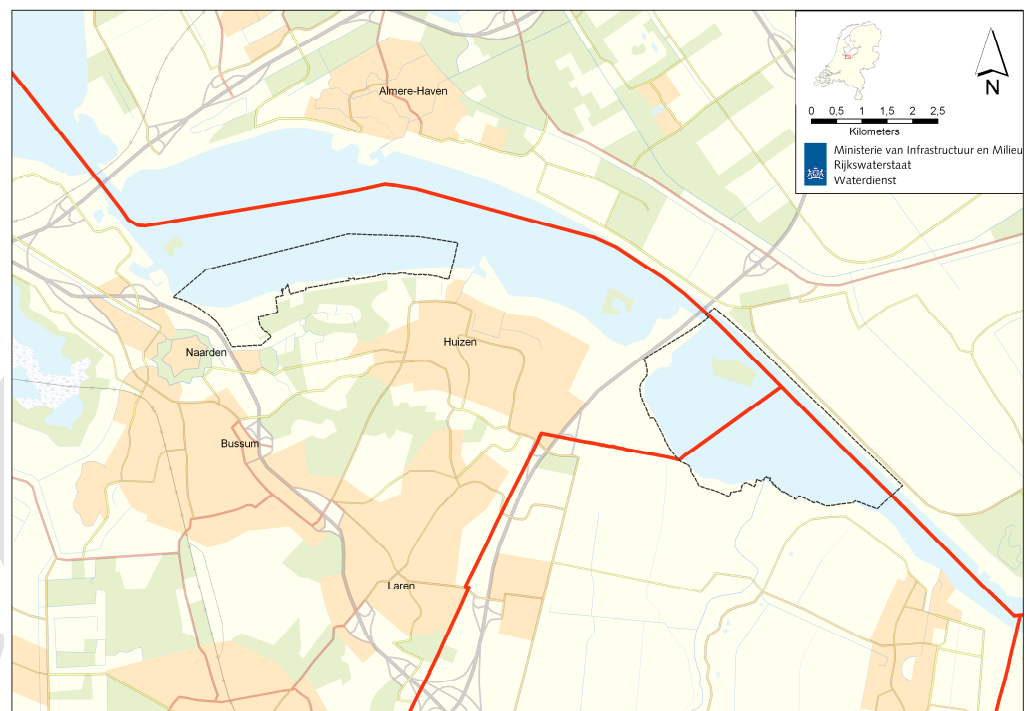 Almere-Haven
N
0 0,5 1 1,5 2 2,5
Kilometers
Ministerie van Infrastructuur en Milieu
Rijkswaterstaat
Waterdienst
Huizen
Naarden
Bussum
Laren